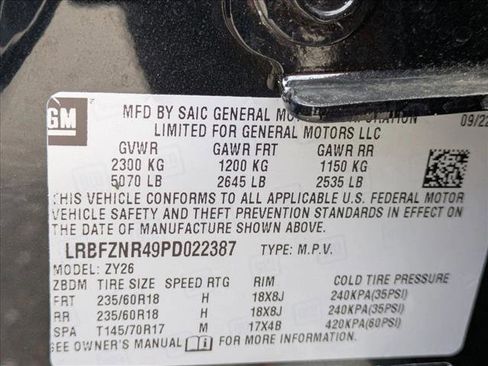 GM
MFD BY SAIC GENERAL MOTORS CORPORATION 09/22
LIMITED FOR GENERAL MOTORS LLC
GVWR GAWR FRT GAWR RR
2300 KG 1200 KG 1150 KG
5070 LB 2645 LB 2535 LB
THIS VEHICLE CONFORMS TO ALL APPLICABLE U.S. FEDERAL MOTOR
VEHICLE SAFETY AND THEFT PREVENTION STANDARDS IN EFFECT ON
THE DATE OF MANUFACTURE SHOWN ABOVE.
LRBFZNR49PD022387 TYPE: M.P.V.
MODEL: ZY26
ZBDM TIRE SIZE SPEED RTG RIM COLD TIRE PRESSURE
FRT 235/60R18 H 18X8J 240KPA(35PSI)
RR 235/60R18 H 18X8J 240KPA(35PSI)
SPA T145/70R17 M 17X4B 420KPA(60PSI)
SEE OWNER'S MANUAL FOR MORE INFORMATION